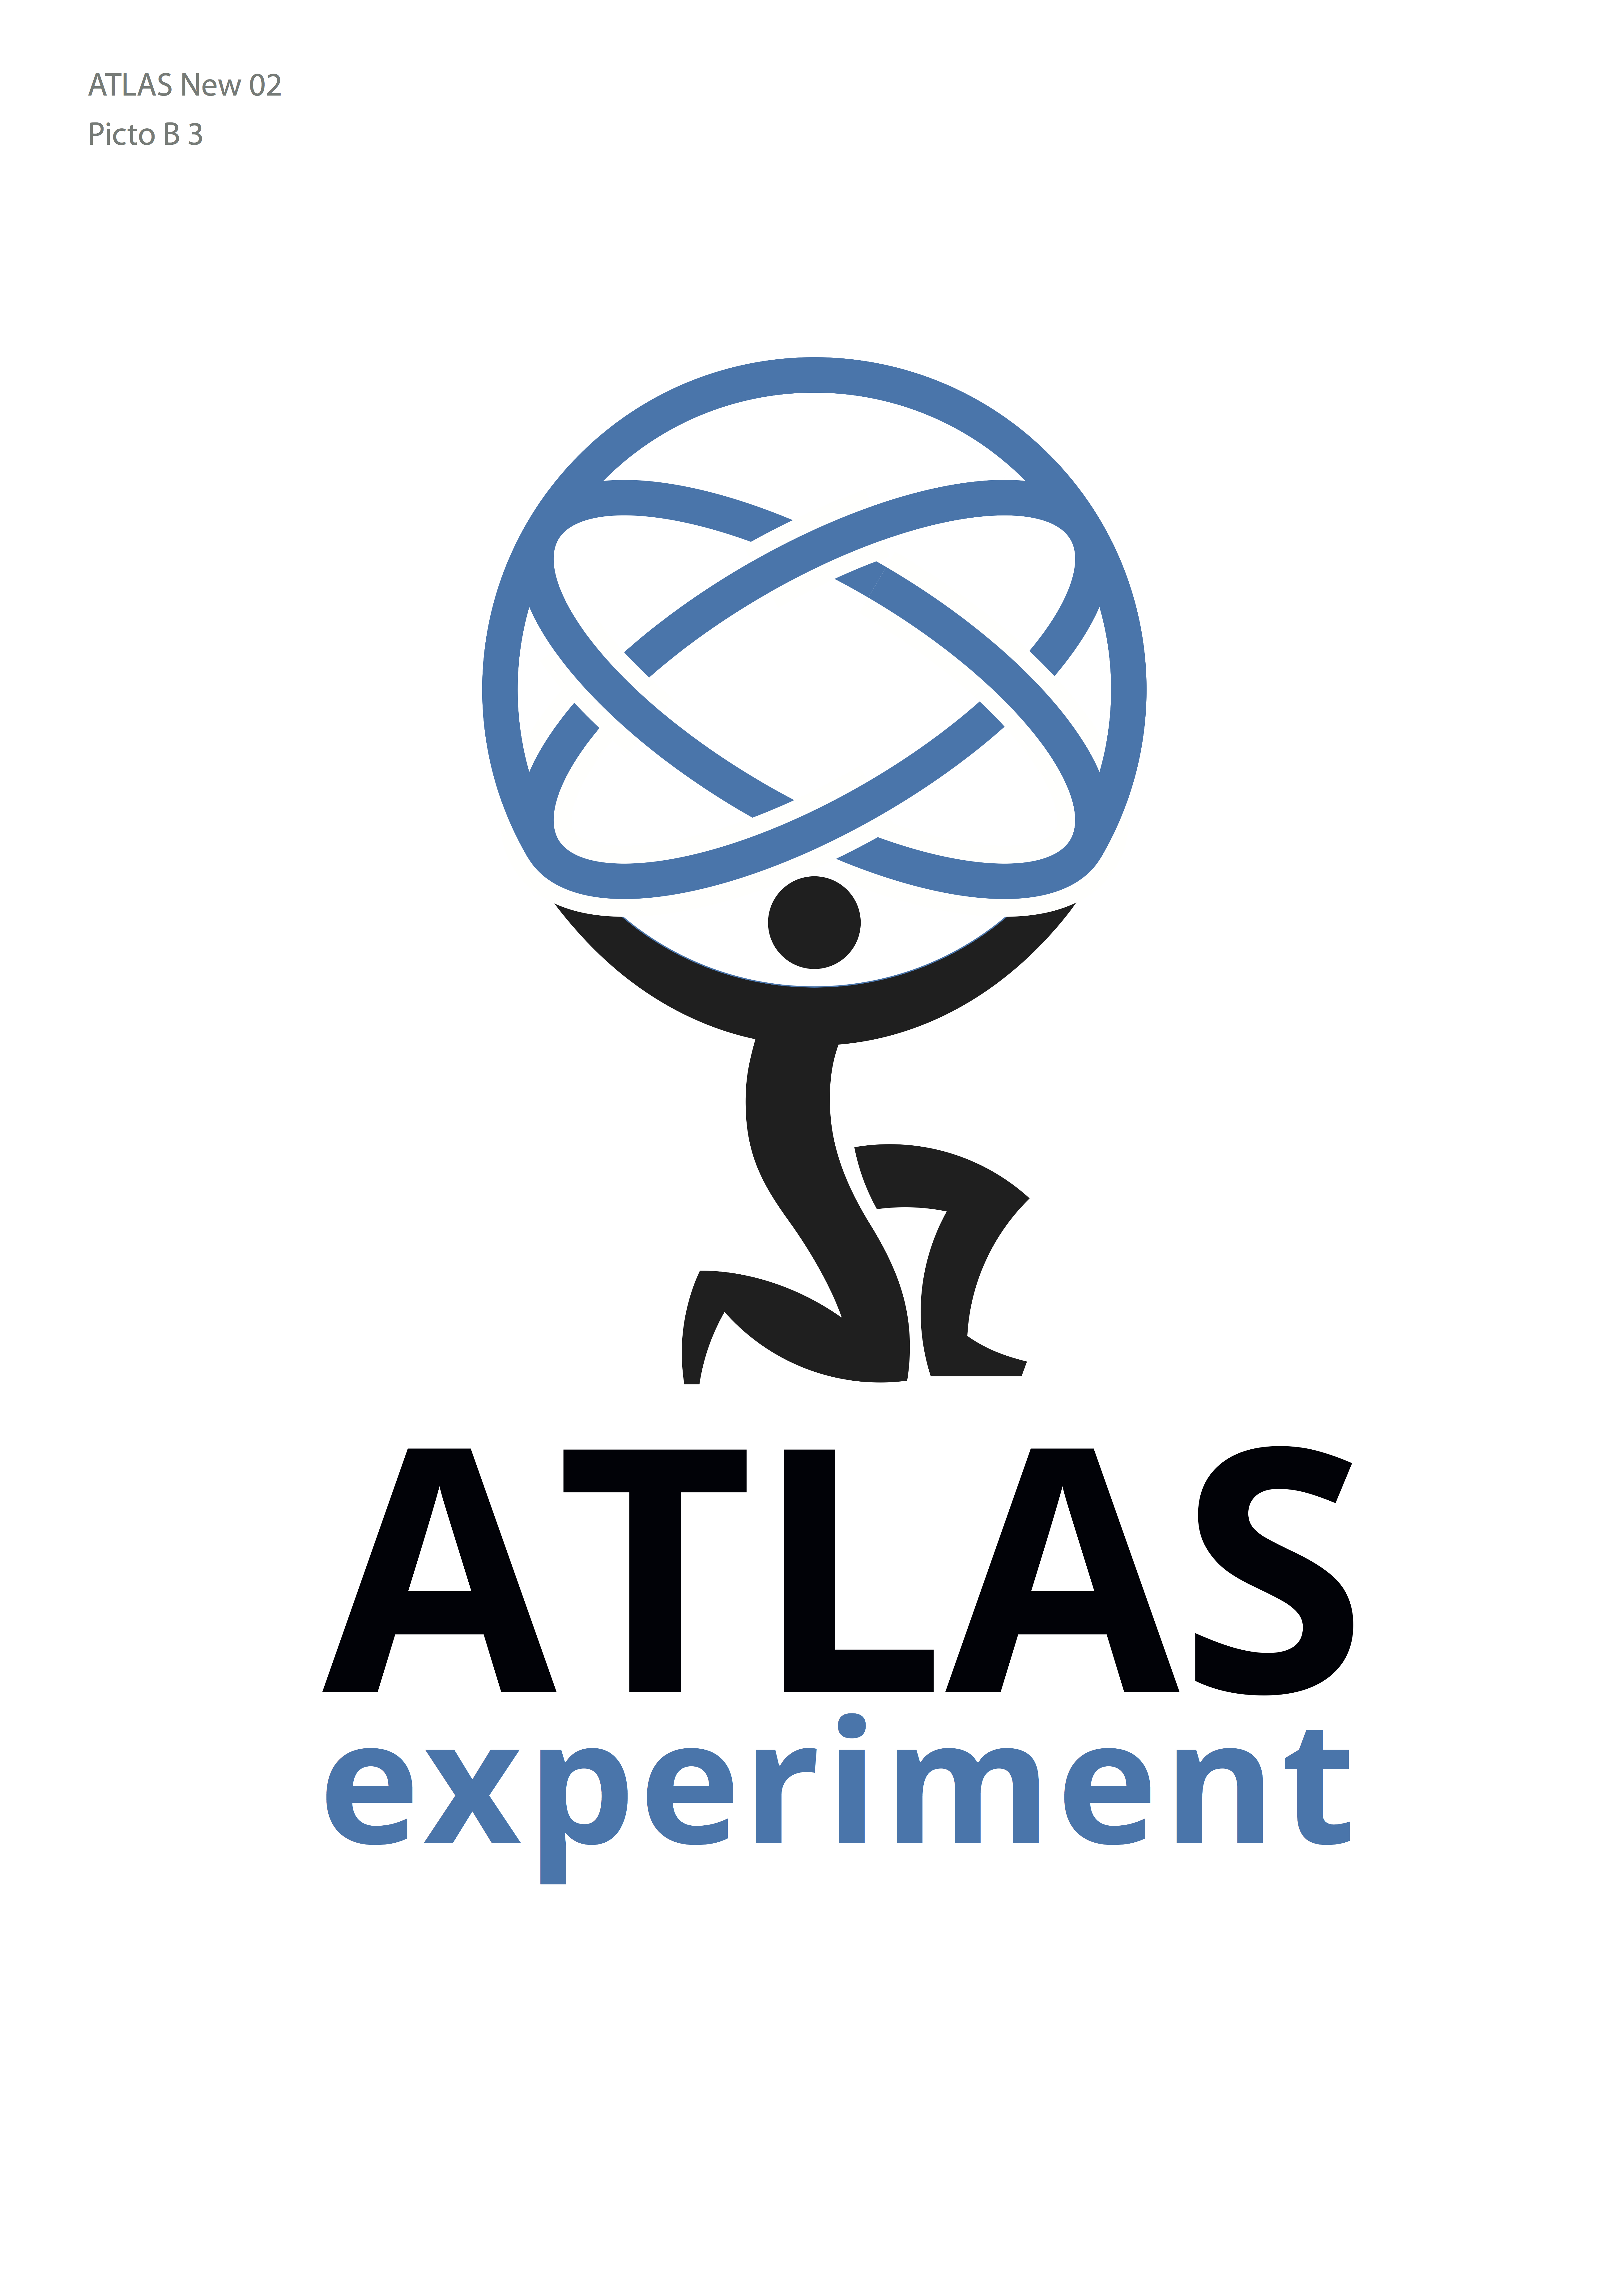 ATLAS New 02
Picto B 3
ATLAS
experiment